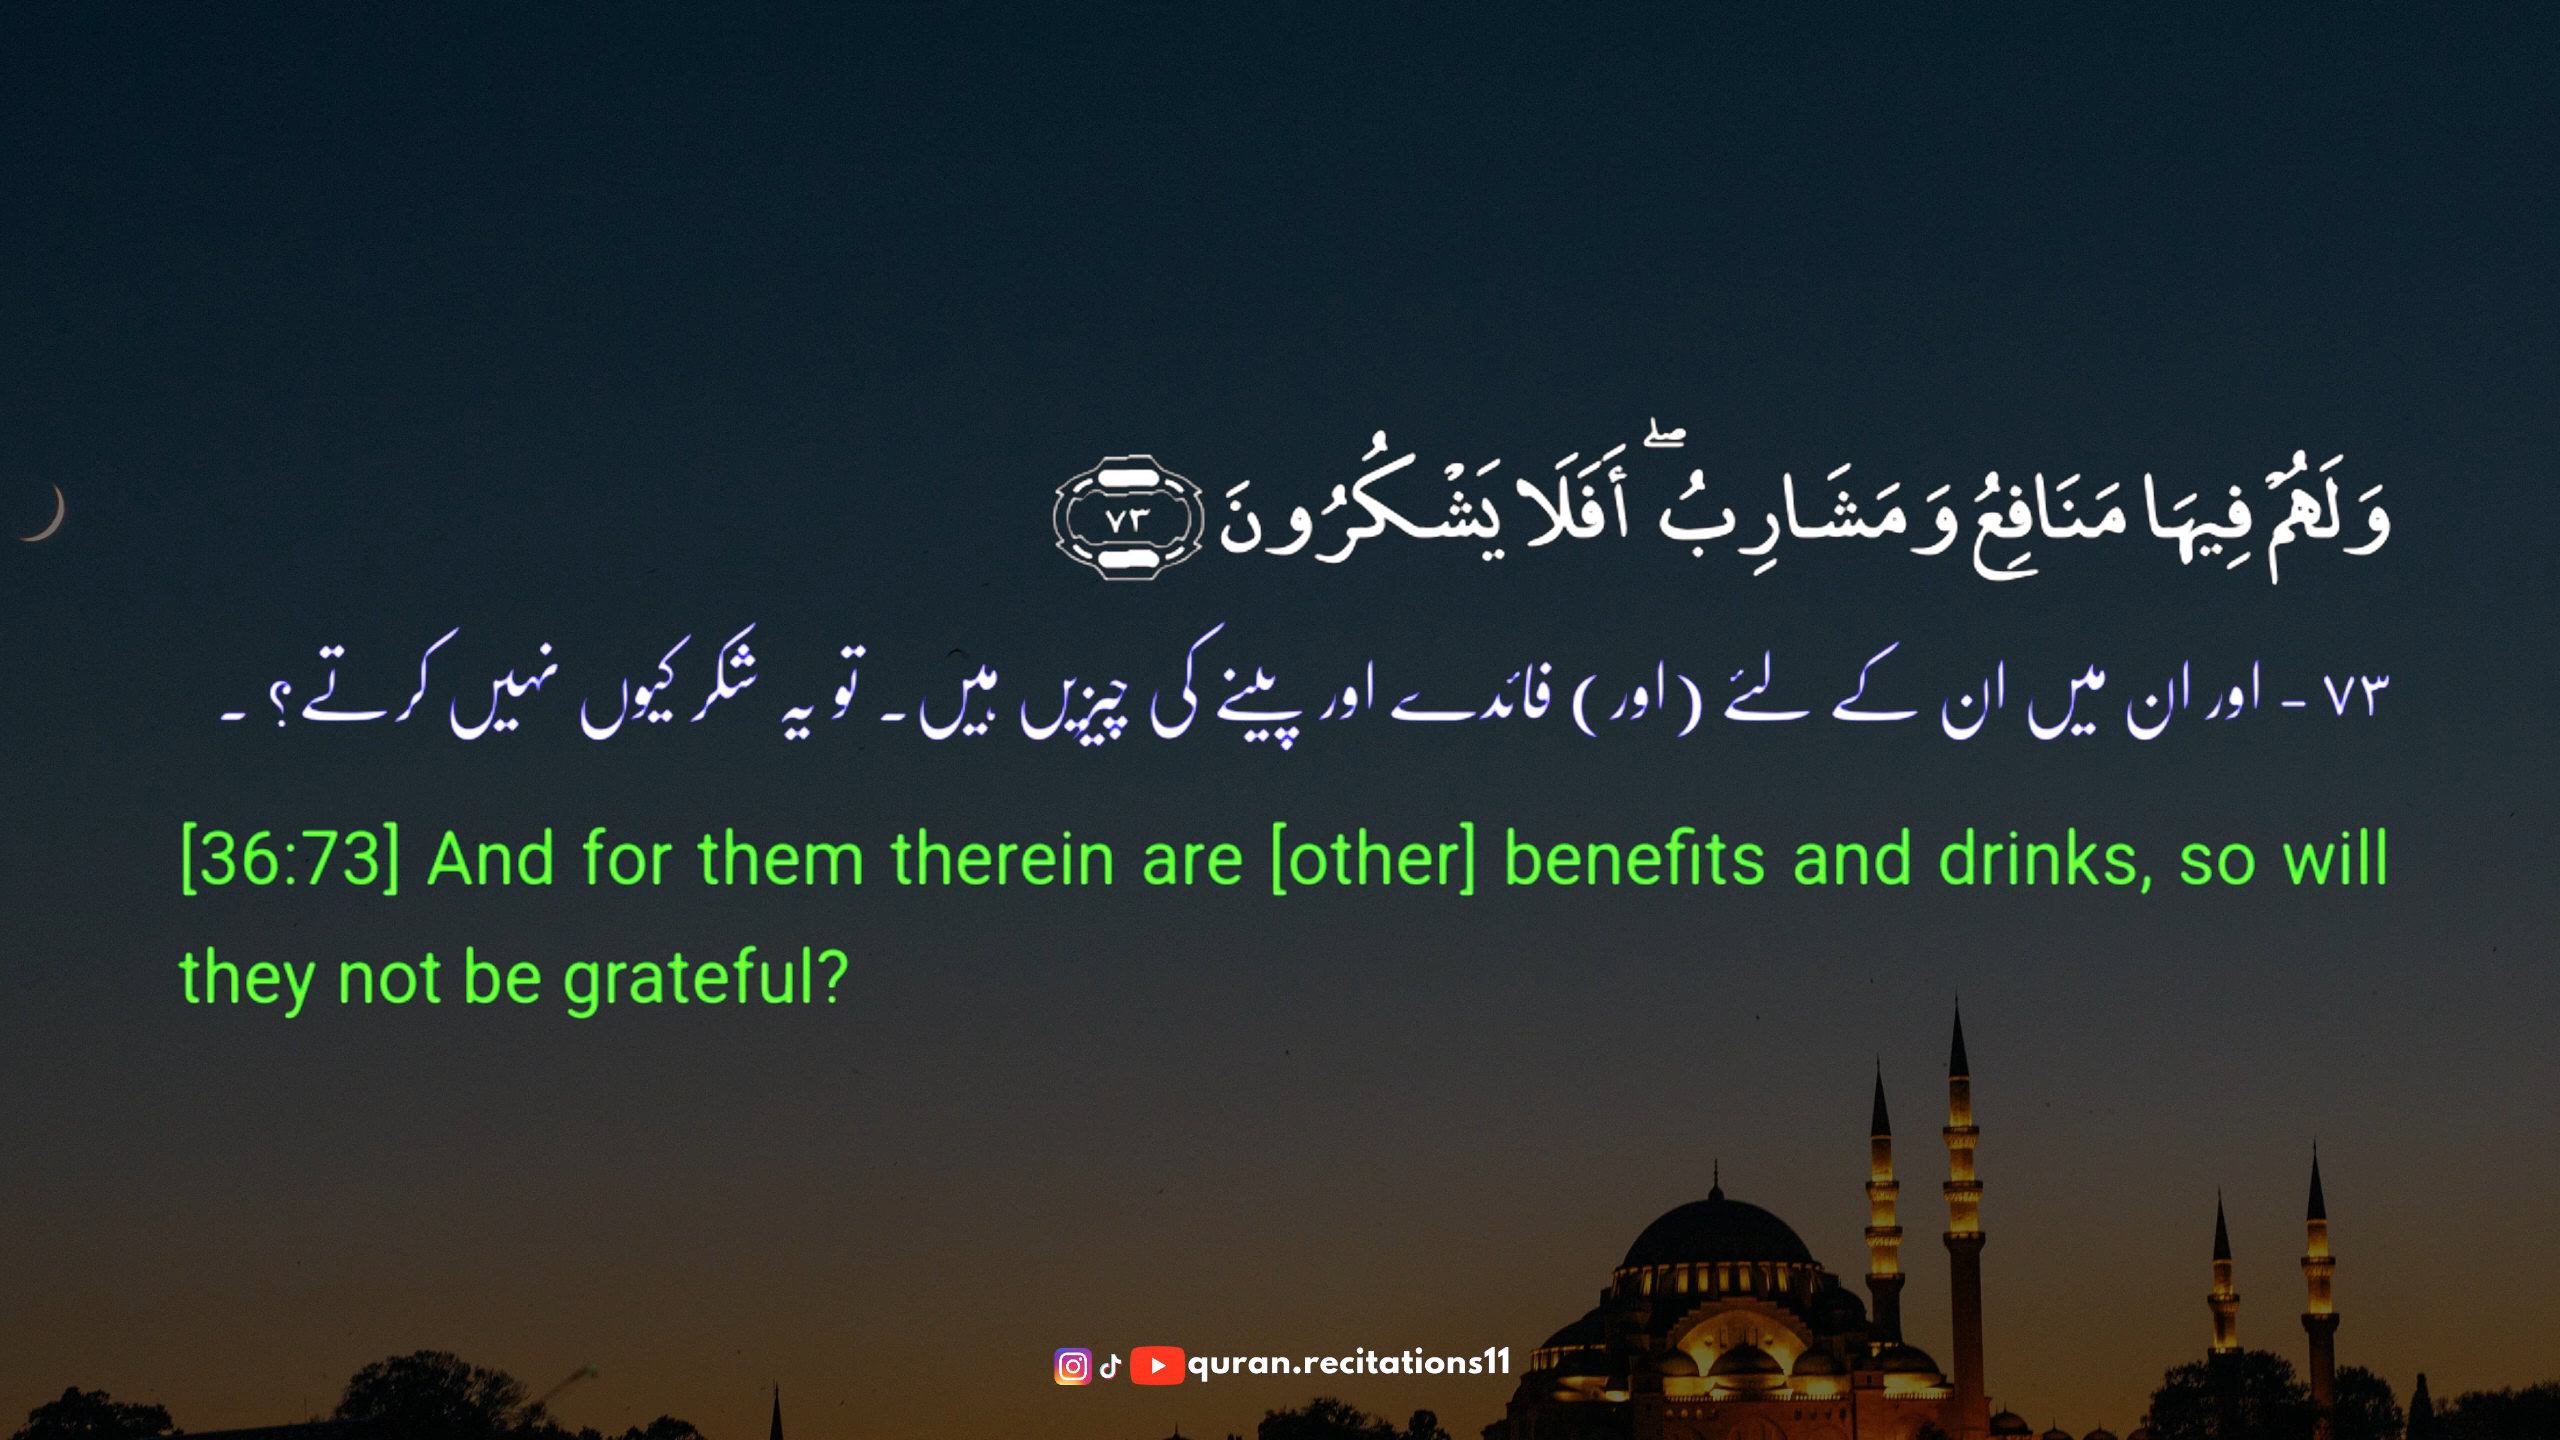 وَلَهُمْ فِيهَا مَنَافِعُ وَمَشَارِبُ ۖ أَفَلَا يَشْكُرُونَ ٧٣
٧٣ - اور ان میں ان کے لئے (اور) فائدے اور پینے کی چیزیں ہیں۔ تو یہ شکر کیوں نہیں کرتے؟ ۔
[36:73] And for them therein are [other] benefits and drinks, so will
they not be grateful?
quran.recitations11